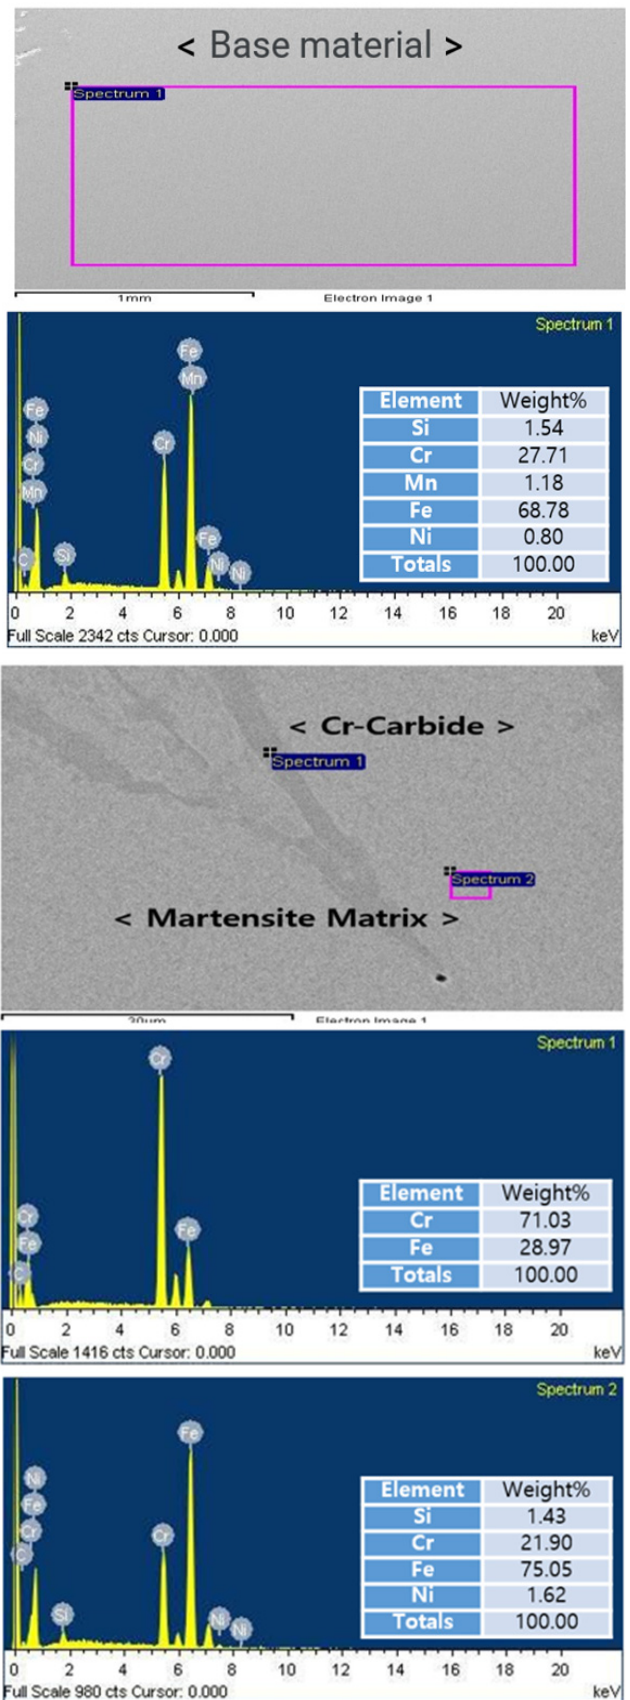 < Base material >
Spectrum 1
1mm Electron Image 1
Spectrum 1
Fe
Mn
Fe
Ni
Cr
Mn
Cr
C
Si
Fe
Ni
Ni
Element Weight%
Si 1.54
Cr 27.71
Mn 1.18
Fe 68.78
Ni 0.80
Totals 100.00
0 2 4 6 8 10 12 14 16 18 20
Full Scale 2342 cts Cursor: 0.000 keV
< Cr-Carbide >
Spectrum 1
Spectrum 2
< Martensite Matrix >
Electron Image 1
Spectrum 1
Cr
Cr
Fe
C
Fe
Element Weight%
Cr 71.03
Fe 28.97
Totals 100.00
0 2 4 6 8 10 12 14 16 18 20
Full Scale 1416 cts Cursor: 0.000 keV
Spectrum 2
Fe
Ni
Fe
Cr
C
Cr
Si
Ni
Ni
Element Weight%
Si 1.43
Cr 21.90
Fe 75.05
Ni 1.62
Totals 100.00
0 2 4 6 8 10 12 14 16 18 20
Full Scale 980 cts Cursor: 0.000 keV